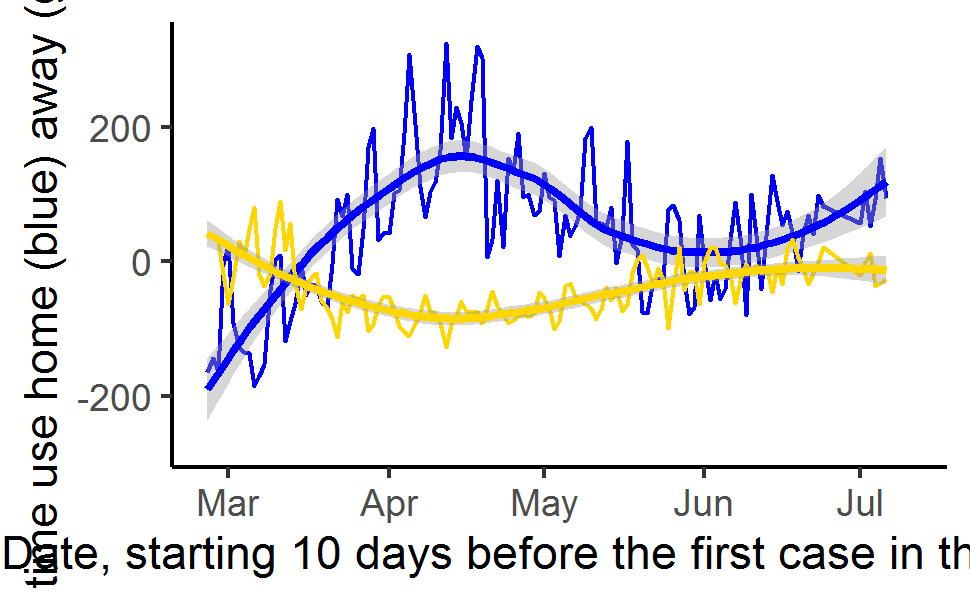 time use home (blue) away (
200
0
-200
Mar Apr May Jun Jul
Date, starting 10 days before the first case in th